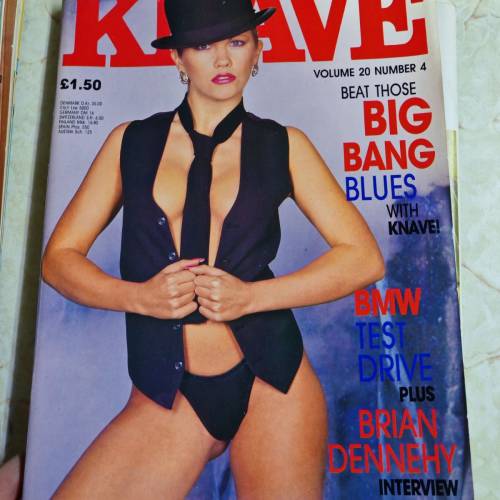 KNAVE
VOLUME 20 NUMBER 4
£1.50
BEAT THOSE
BIG
BANG
BLUES
WITH
KNAVE!
BMW
TEST
DRIVE
PLUS
BRIAN
DENNEHY
INTERVIEW